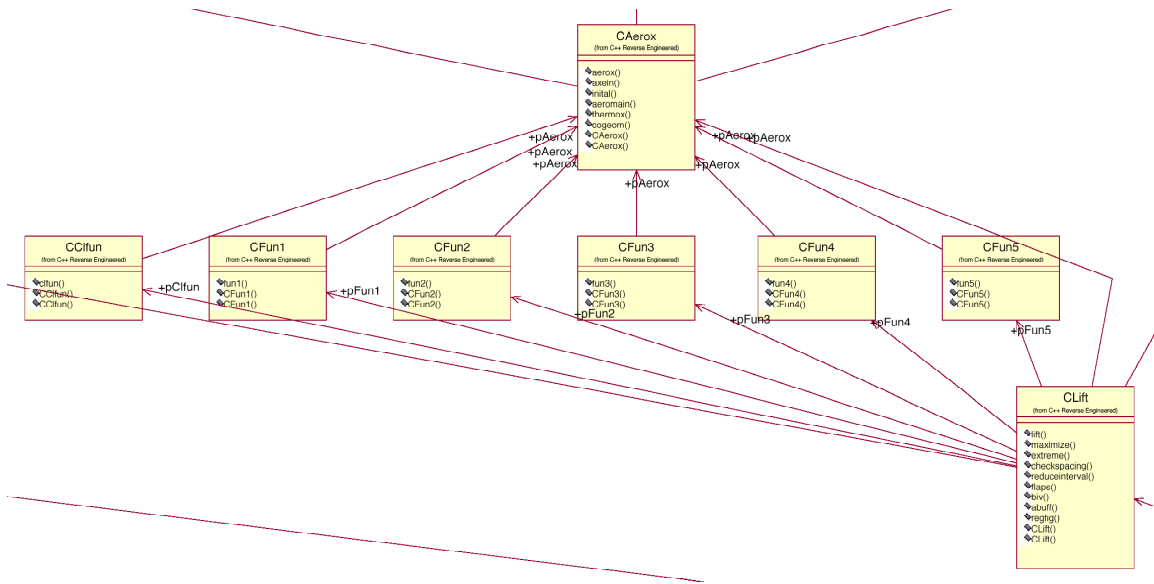 CAerox
(from C++ Reverse Engineered)
aerox()
axein()
inital()
aeromain()
thermox()
cogeom()
CAerox()
CAerox()
+pAerox
+pAerox
+pAerox
+pAerox
+pAerox
+pAerox
+pAerox
CClfun
(from C++ Reverse Engineered)
clfun()
CClfun()
CClfun()
CFun1
(from C++ Reverse Engineered)
fun1()
CFun1()
CFun1()
CFun2
(from C++ Reverse Engineered)
fun2()
CFun2()
CFun2()
CFun3
(from C++ Reverse Engineered)
fun3()
CFun3()
CFun3()
CFun4
(from C++ Reverse Engineered)
fun4()
CFun4()
CFun4()
CFun5
(from C++ Reverse Engineered)
fun5()
CFun5()
CFun5()
+pClfun
+pFun1
+pFun2
+pFun3
+pFun4
+pFun5
CLift
(from C++ Reverse Engineered)
lift()
maximize()
extreme()
checkspacing()
reduceinterval()
flaps()
biv()
abuff()
regfig()
CLift()
CLift()